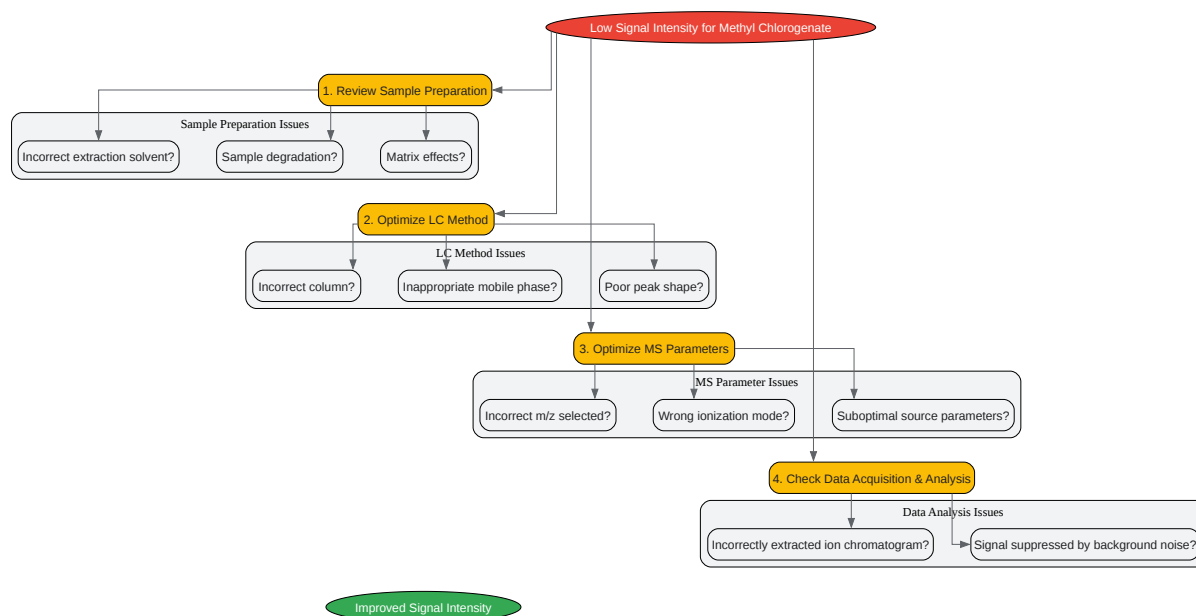 Low Signal Intensity for Methyl Chlorogenate
1. Review Sample Preparation
Sample Preparation Issues
Incorrect extraction solvent?
Sample degradation?
Matrix effects?
2. Optimize LC Method
LC Method Issues
Incorrect column?
Inappropriate mobile phase?
Poor peak shape?
3. Optimize MS Parameters
MS Parameter Issues
Incorrect m/z selected?
Wrong ionization mode?
Suboptimal source parameters?
4. Check Data Acquisition & Analysis
Data Analysis Issues
Incorrectly extracted ion chromatogram?
Signal suppressed by background noise?
Improved Signal Intensity